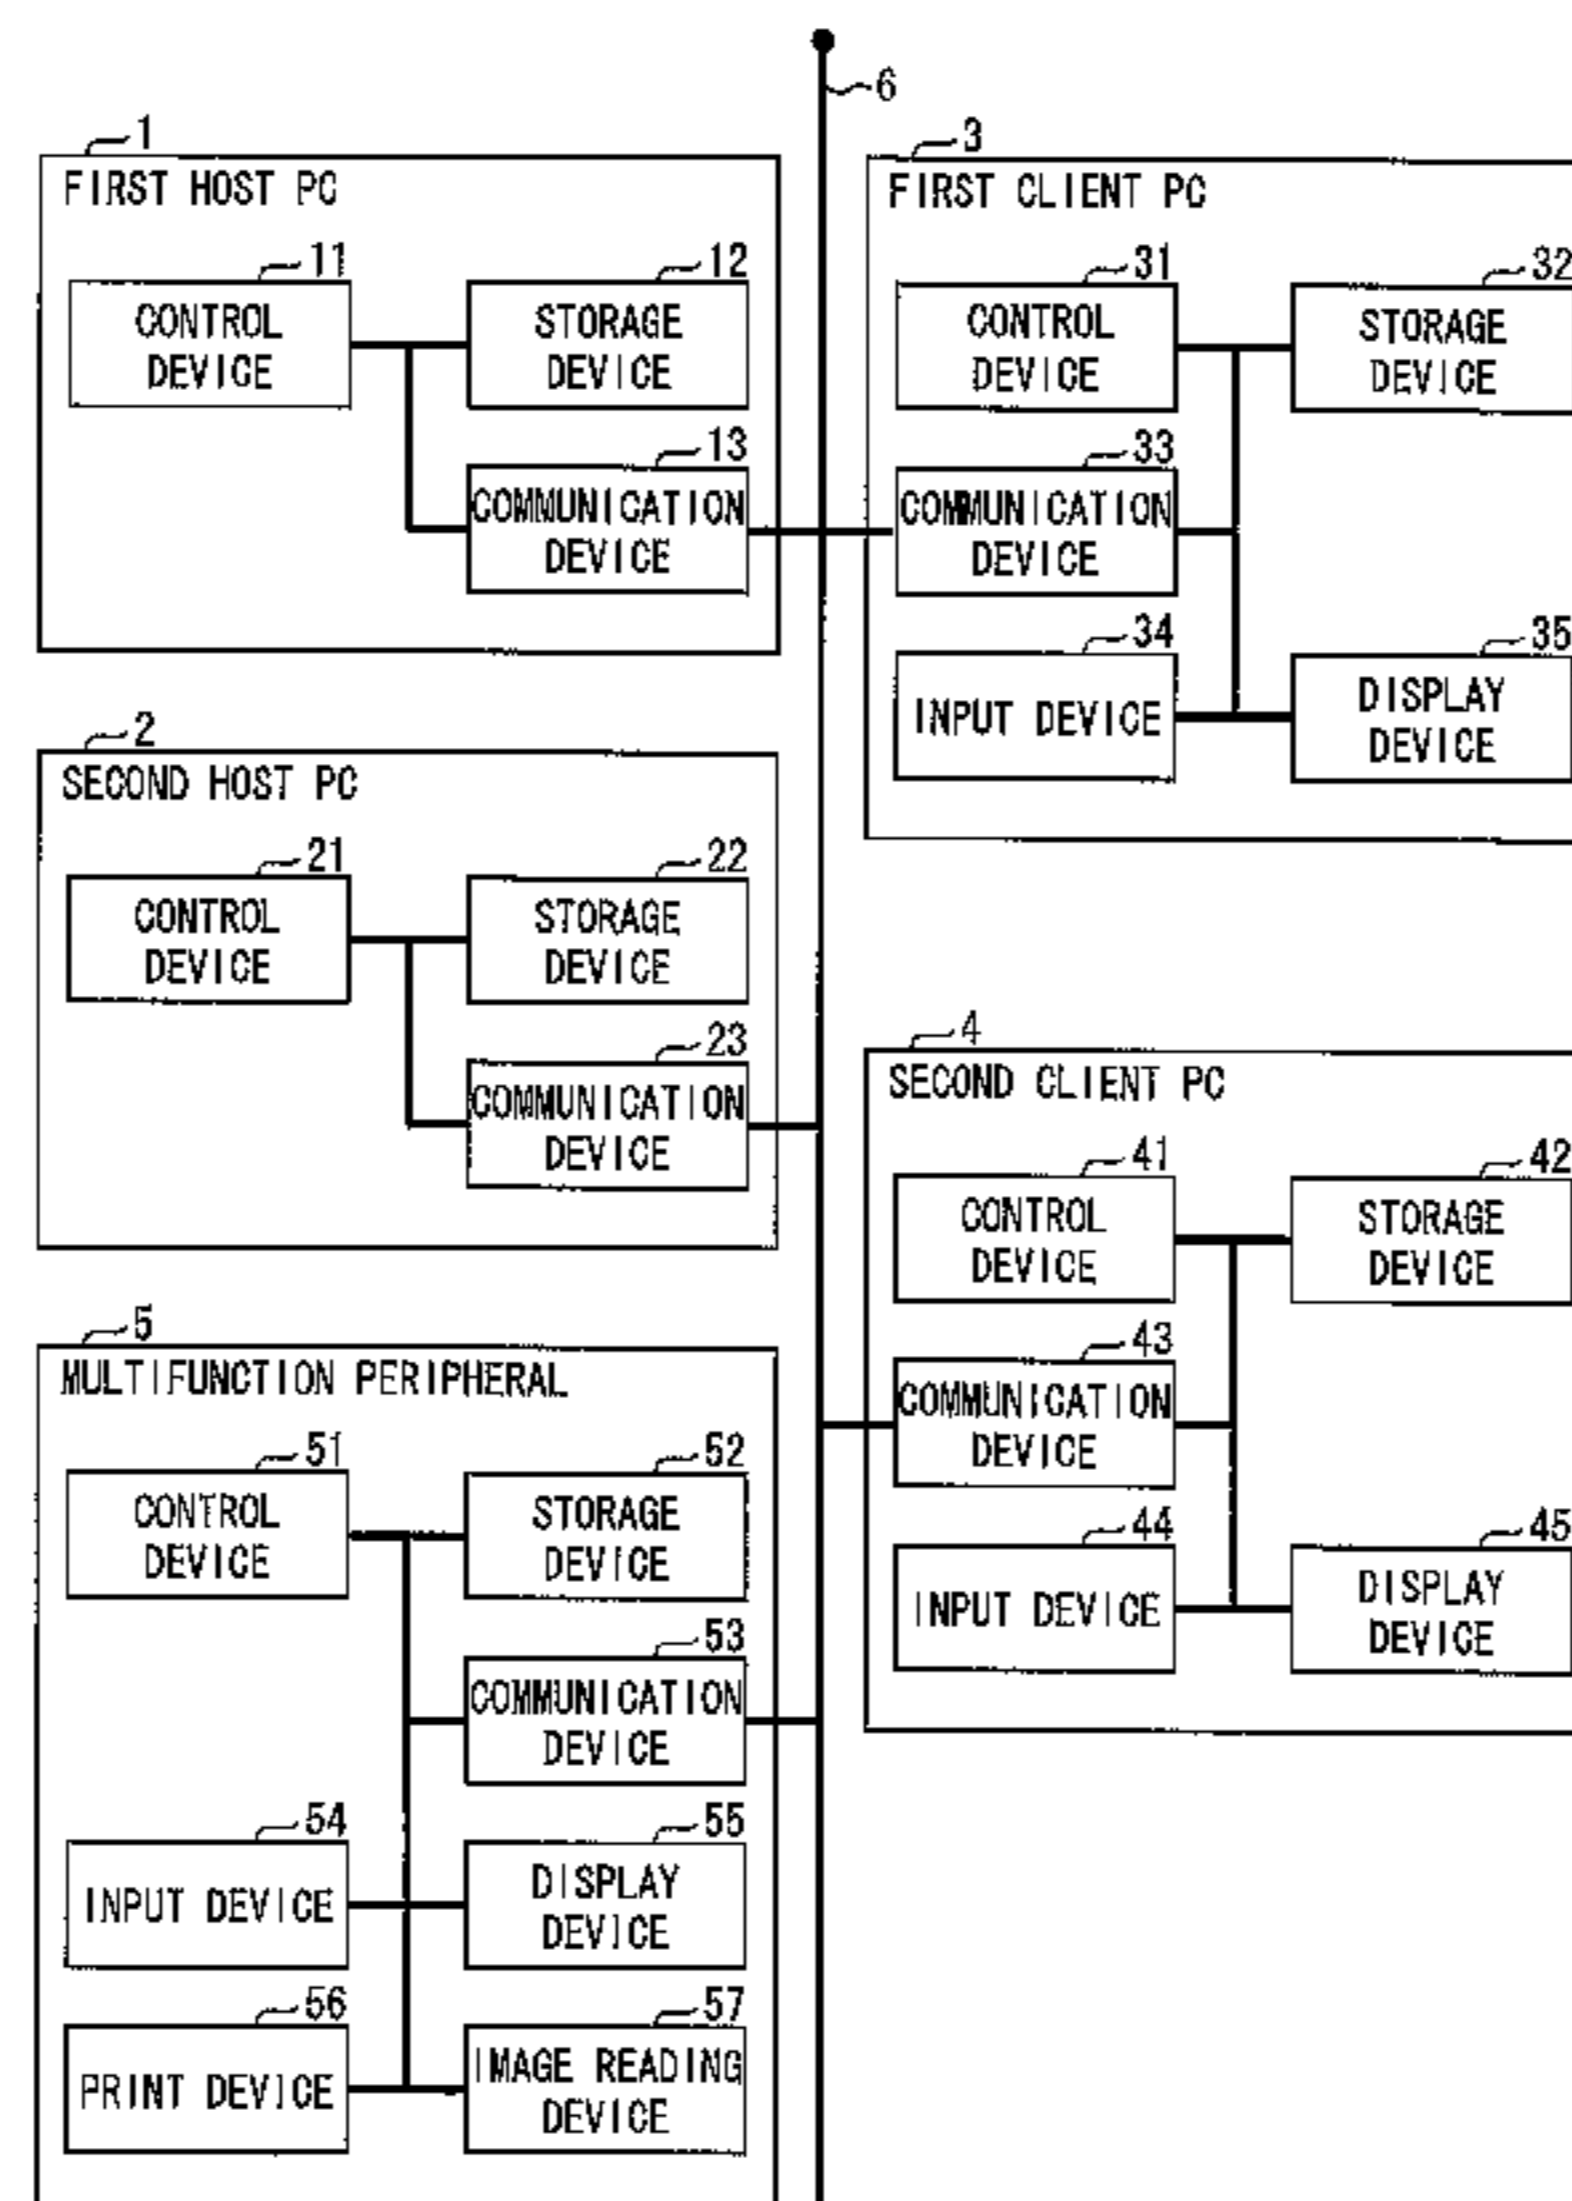 6
1
FIRST HOST PC
11
CONTROL
DEVICE
12
STORAGE
DEVICE
13
COMMUNICATION
DEVICE
3
FIRST CLIENT PC
31
CONTROL
DEVICE
32
STORAGE
DEVICE
33
COMMUNICATION
DEVICE
34
INPUT DEVICE
35
DISPLAY
DEVICE
2
SECOND HOST PC
21
CONTROL
DEVICE
22
STORAGE
DEVICE
23
COMMUNICATION
DEVICE
4
SECOND CLIENT PC
41
CONTROL
DEVICE
42
STORAGE
DEVICE
43
COMMUNICATION
DEVICE
44
INPUT DEVICE
45
DISPLAY
DEVICE
5
MULTIFUNCTION PERIPHERAL
51
CONTROL
DEVICE
52
STORAGE
DEVICE
53
COMMUNICATION
DEVICE
54
INPUT DEVICE
55
DISPLAY
DEVICE
56
PRINT DEVICE
57
IMAGE READING
DEVICE